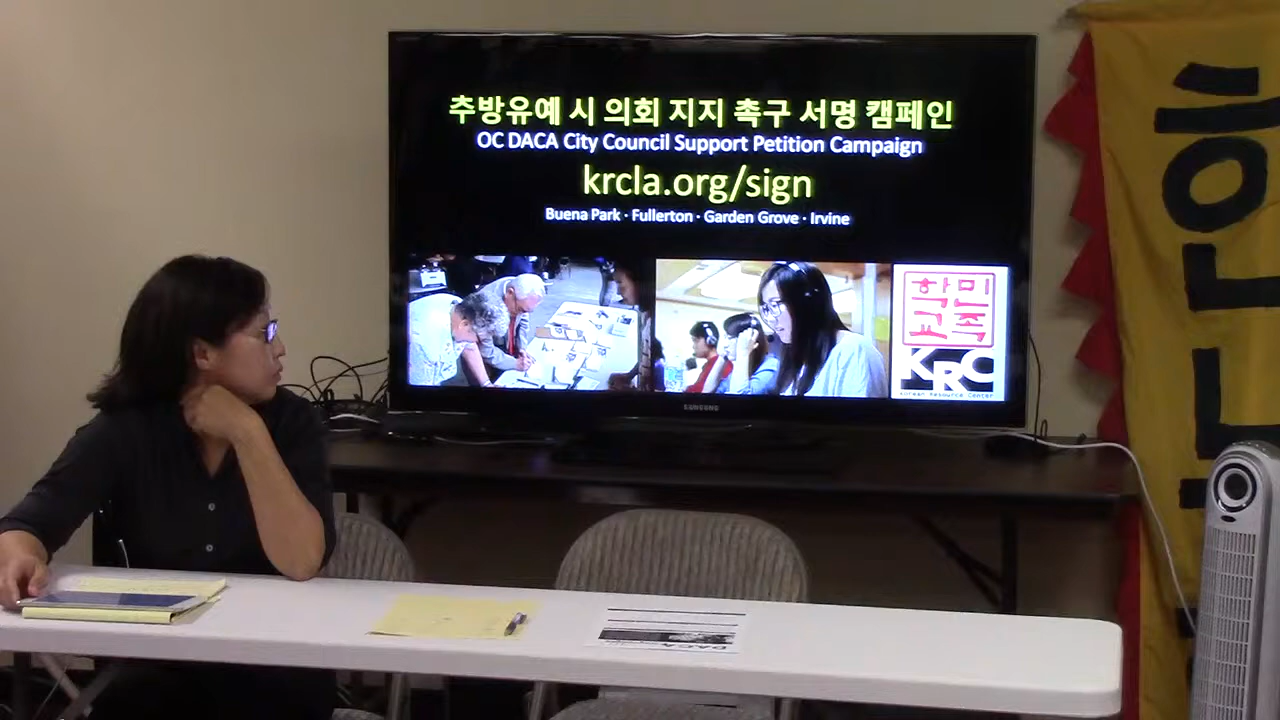 추방유예 시 의회 지지 촉구 서명 캠페인
OC DACA City Council Support Petition Campaign
krcla.org/sign
Buena Park · Fullerton · Garden Grove · Irvine
민족
학교
KRC
Korean Resource Center
SAMSUNG
DACA